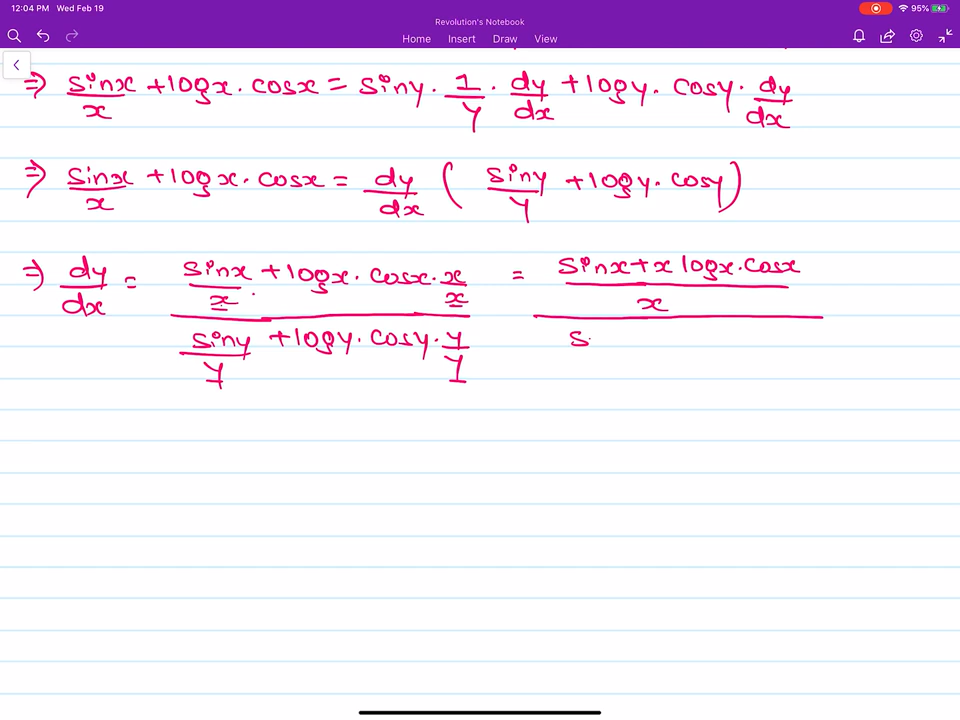 12:04 PM Wed Feb 19
95%
Revolution's Notebook
Home Insert Draw View
⇒ sinx/x + logx · cosx = siny · 1/y · dy/dx + logy · cosy · dy/dx
⇒ sinx/x + logx · cosx = dy/dx ( siny/y + logy · cosy )
⇒ dy/dx = (sinx/x + logx · cosx · x/x) / (siny/y + logy · cosy · y/y) = ((sinx + x logx · cosx)/x) / (s